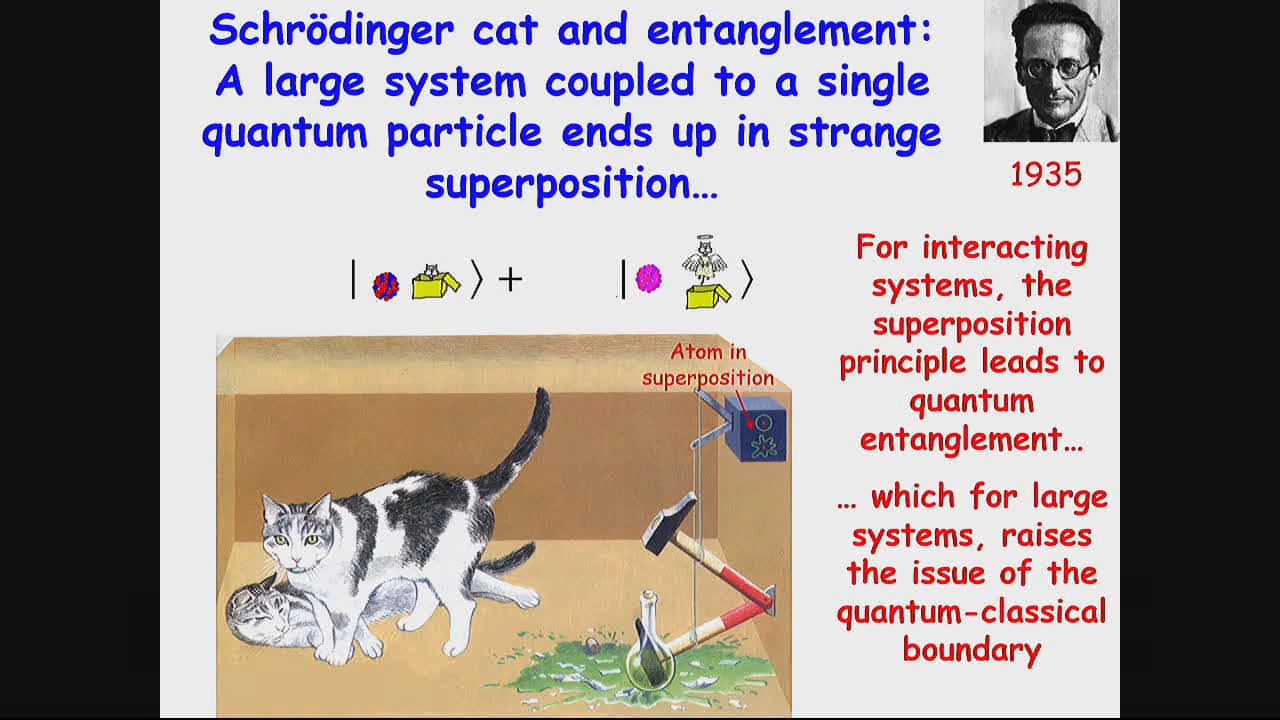 Schrödinger cat and entanglement:
A large system coupled to a single
quantum particle ends up in strange
superposition…
1935
| ⟩ + | ⟩
For interacting
systems, the
superposition
principle leads to
quantum
entanglement…
… which for large
systems, raises
the issue of the
quantum-classical
boundary
Atom in
superposition